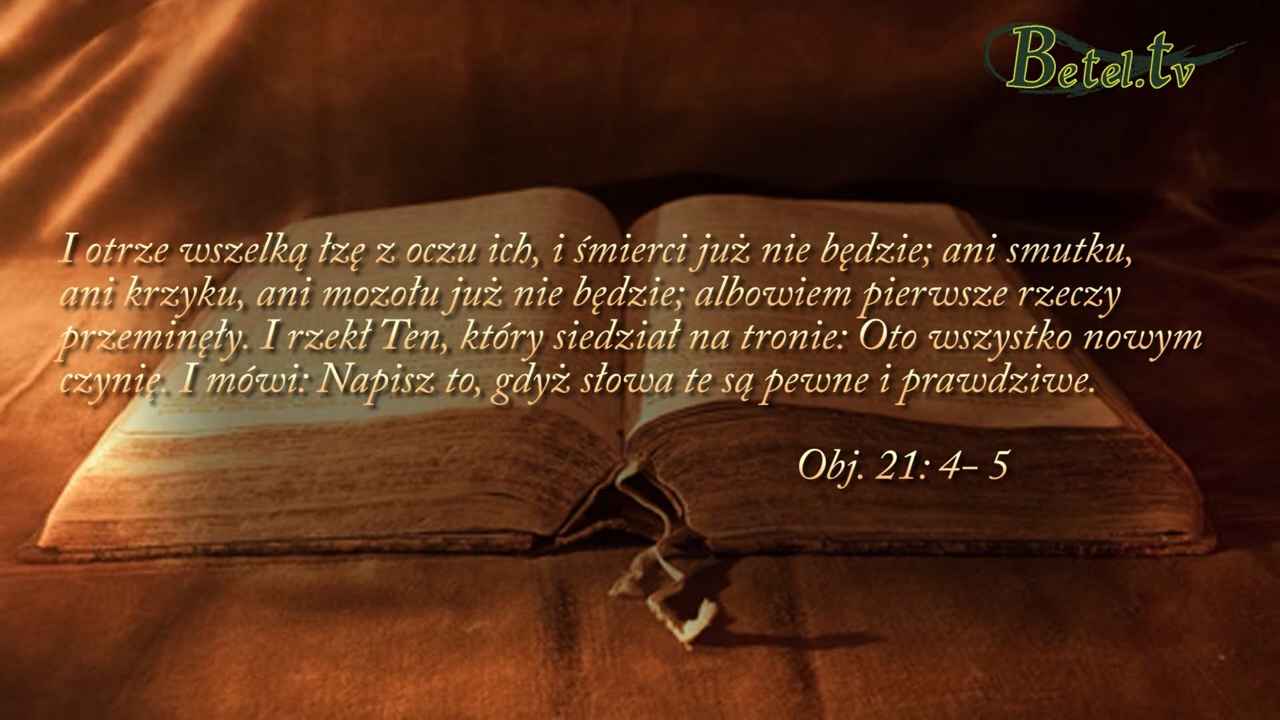 Betel.tv
I otrze wszelką łzę z oczu ich, i śmierci już nie będzie; ani smutku,
ani krzyku, ani mozołu już nie będzie; albowiem pierwsze rzeczy
przeminęły. I rzekł Ten, który siedział na tronie: Oto wszystko nowym
czynię. I mówi: Napisz to, gdyż słowa te są pewne i prawdziwe.
Obj. 21: 4- 5